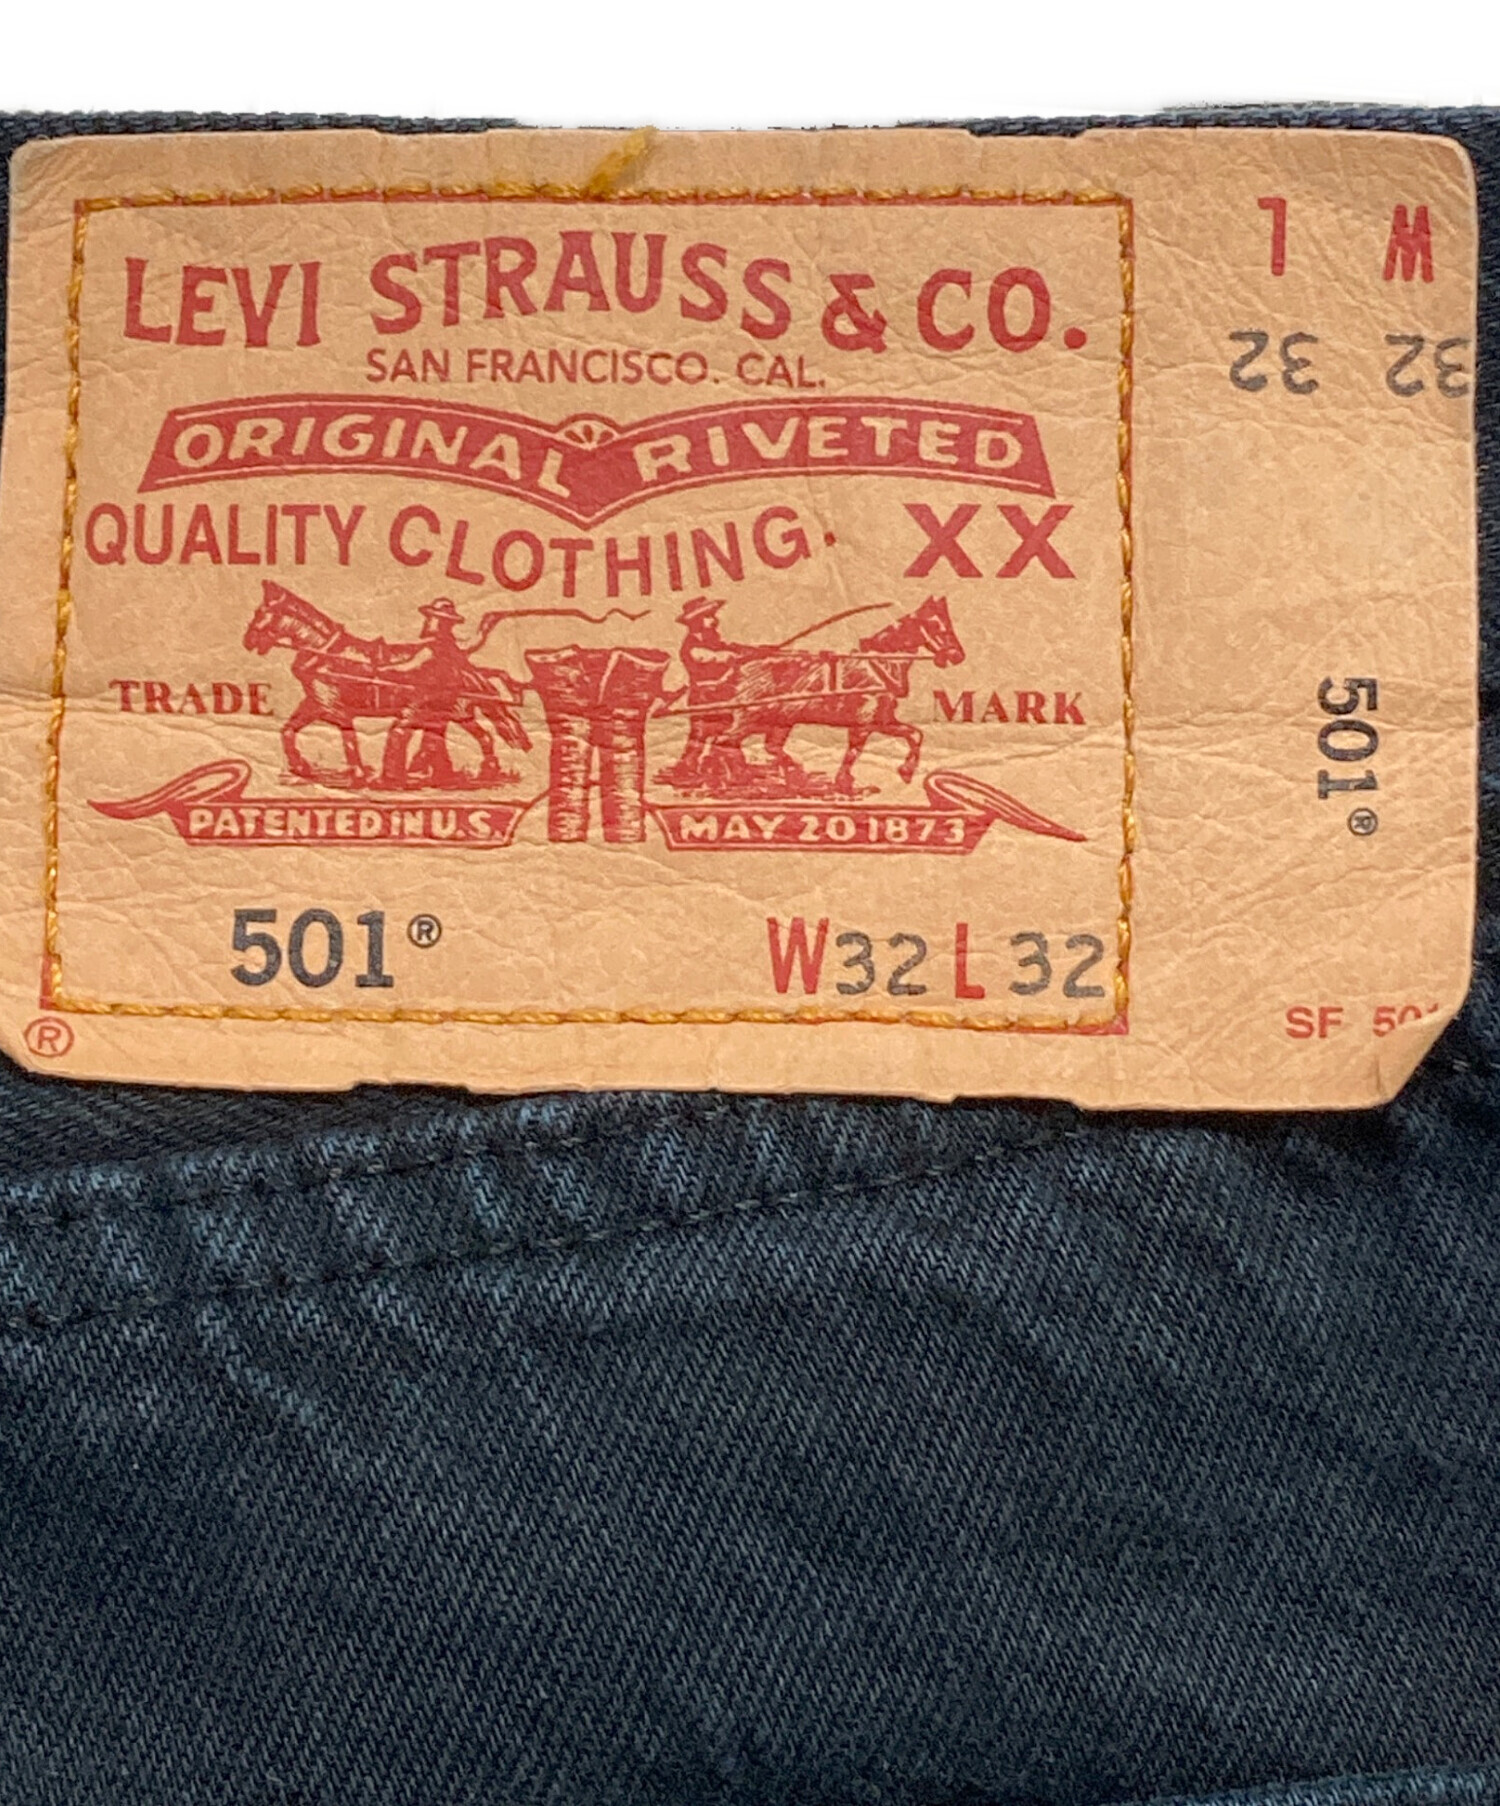 LEVI STRAUSS & CO.
SAN FRANCISCO. CAL.
ORIGINAL RIVETED
QUALITY CLOTHING. XX
TRADE MARK
PATENTED IN U.S. MAY 20 1873
501® W32 L32
®
L W
32 32
501®
SF